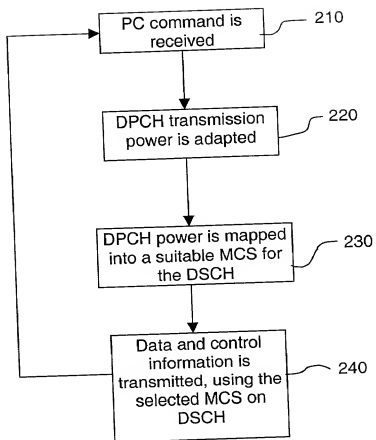 PC command is
received
210
DPCH transmission
power is adapted
220
DPCH power is mapped
into a suitable MCS for
the DSCH
230
Data and control
information is
transmitted, using the
selected MCS on
DSCH
240